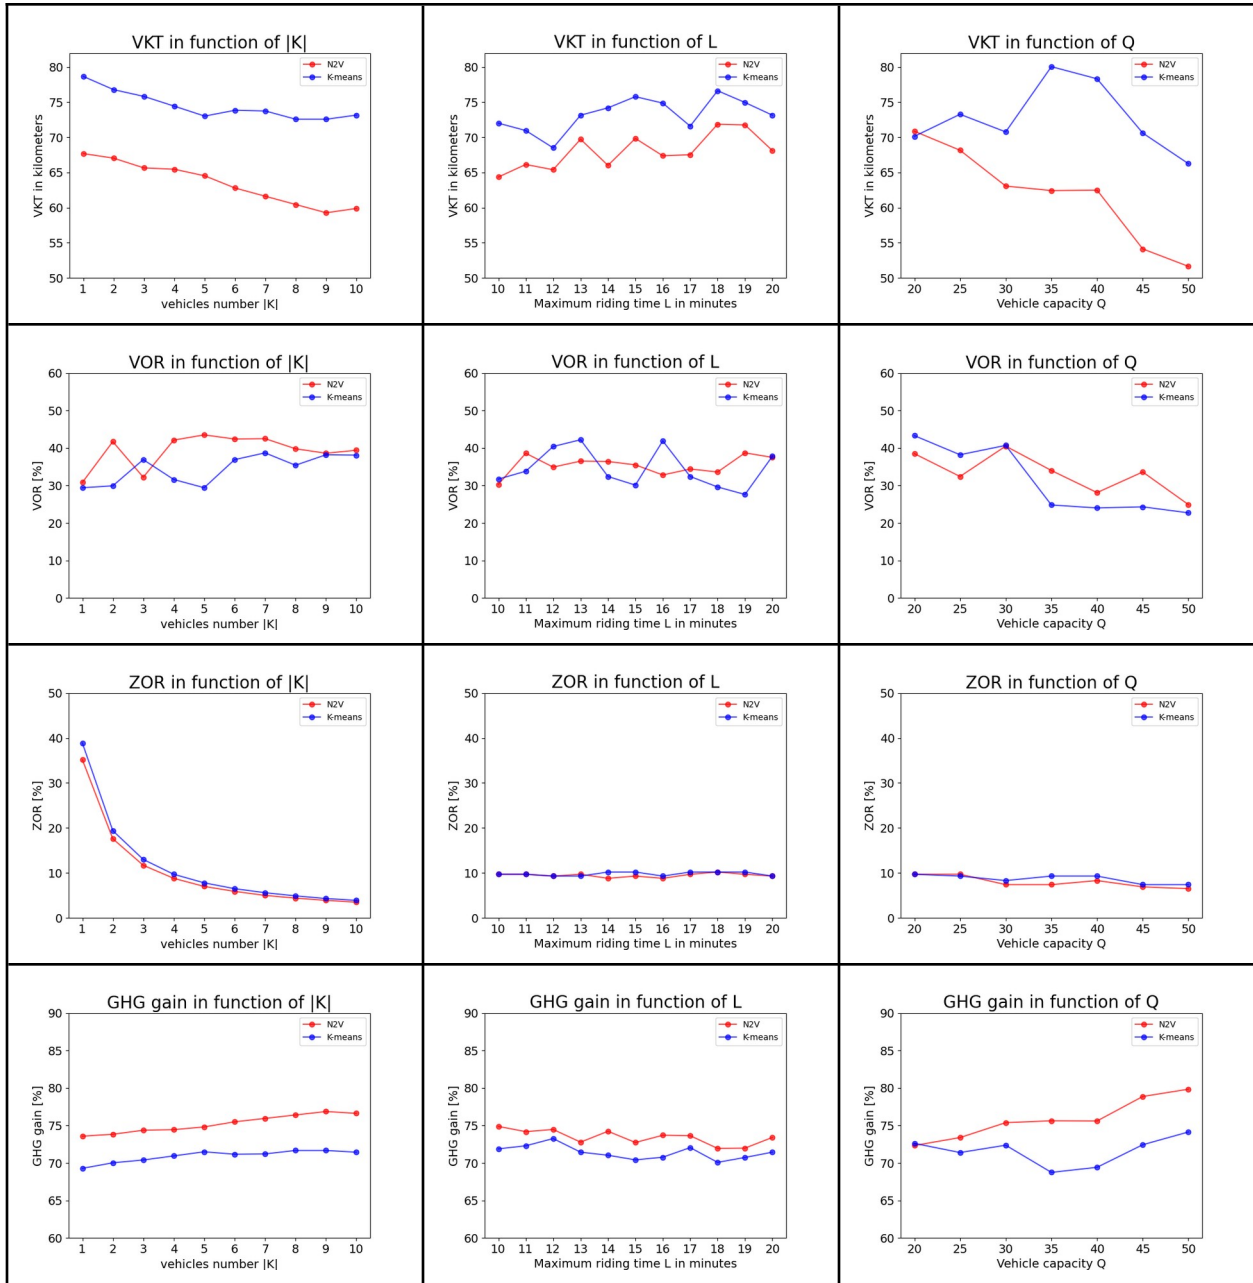 VKT in function of |K|
N2V
K-means
VKT in kilometers
80
75
70
65
60
55
50
1 2 3 4 5 6 7 8 9 10
vehicles number |K|
VKT in function of L
N2V
K-means
VKT in kilometers
80
75
70
65
60
55
50
10 11 12 13 14 15 16 17 18 19 20
Maximum riding time L in minutes
VKT in function of Q
N2V
K-means
VKT in kilometers
80
75
70
65
60
55
50
20 25 30 35 40 45 50
Vehicle capacity Q
VOR in function of |K|
N2V
K-means
VOR [%]
60
50
40
30
20
10
0
1 2 3 4 5 6 7 8 9 10
vehicles number |K|
VOR in function of L
N2V
K-means
VOR [%]
60
50
40
30
20
10
0
10 11 12 13 14 15 16 17 18 19 20
Maximum riding time L in minutes
VOR in function of Q
N2V
K-means
VOR [%]
60
50
40
30
20
10
0
20 25 30 35 40 45 50
Vehicle capacity Q
ZOR in function of |K|
N2V
K-means
ZOR [%]
50
40
30
20
10
0
1 2 3 4 5 6 7 8 9 10
vehicles number |K|
ZOR in function of L
N2V
K-means
ZOR [%]
50
40
30
20
10
0
10 11 12 13 14 15 16 17 18 19 20
Maximum riding time L in minutes
ZOR in function of Q
N2V
K-means
ZOR [%]
50
40
30
20
10
0
20 25 30 35 40 45 50
Vehicle capacity Q
GHG gain in function of |K|
N2V
K-means
GHG gain [%]
90
85
80
75
70
65
60
1 2 3 4 5 6 7 8 9 10
vehicles number |K|
GHG gain in function of L
N2V
K-means
GHG gain [%]
90
85
80
75
70
65
60
10 11 12 13 14 15 16 17 18 19 20
Maximum riding time L in minutes
GHG gain in function of Q
N2V
K-means
GHG gain [%]
90
85
80
75
70
65
60
20 25 30 35 40 45 50
Vehicle capacity Q